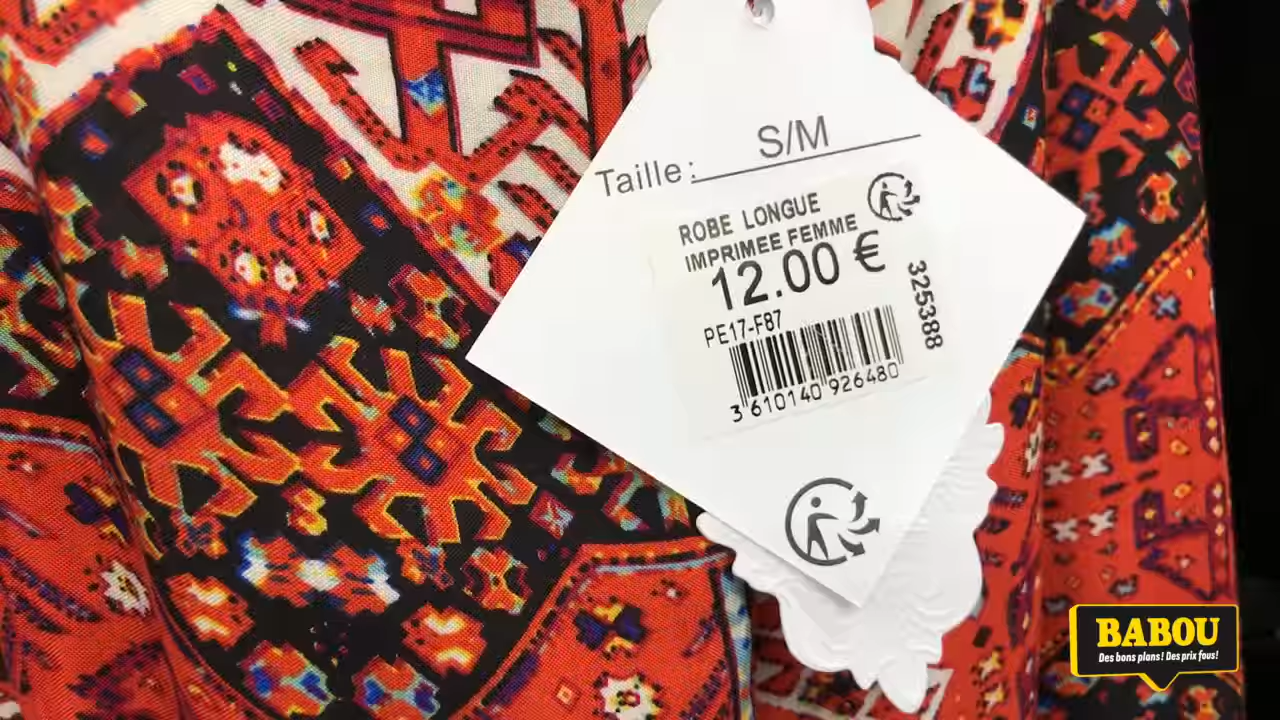 Taille: S/M
ROBE LONGUE
IMPRIMEE FEMME
12.00 €
325388
PE17-F87
3 610140 926480
BABOU
Des bons plans! Des prix fous!